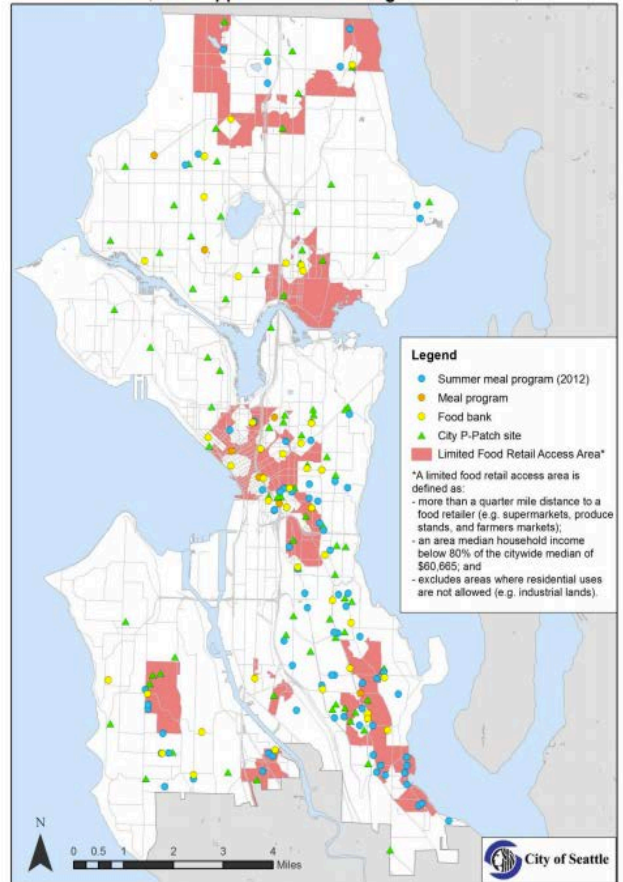 Legend
Summer meal program (2012)
Meal program
Food bank
City P-Patch site
Limited Food Retail Access Area*
*A limited food retail access area is
defined as:
- more than a quarter mile distance to a
food retailer (e.g. supermarkets, produce
stands, and farmers markets);
- an area median household income
below 80% of the citywide median of
$60,665; and
- excludes areas where residential uses
are not allowed (e.g. industrial lands).
N
0 0.5 1 2 3 4
Miles
City of Seattle